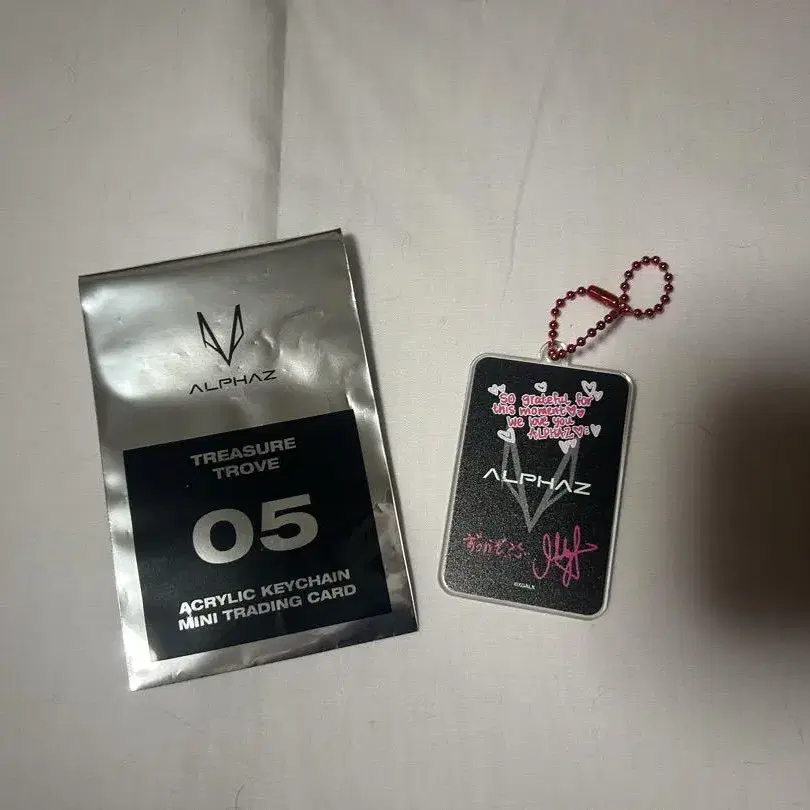 ALPHAZ
TREASURE
TROVE
05
ACRYLIC KEYCHAIN
MINI TRADING CARD
SO grateful for
this moment
we love you
ALPHAZ
ALPHAZ
©XGALX